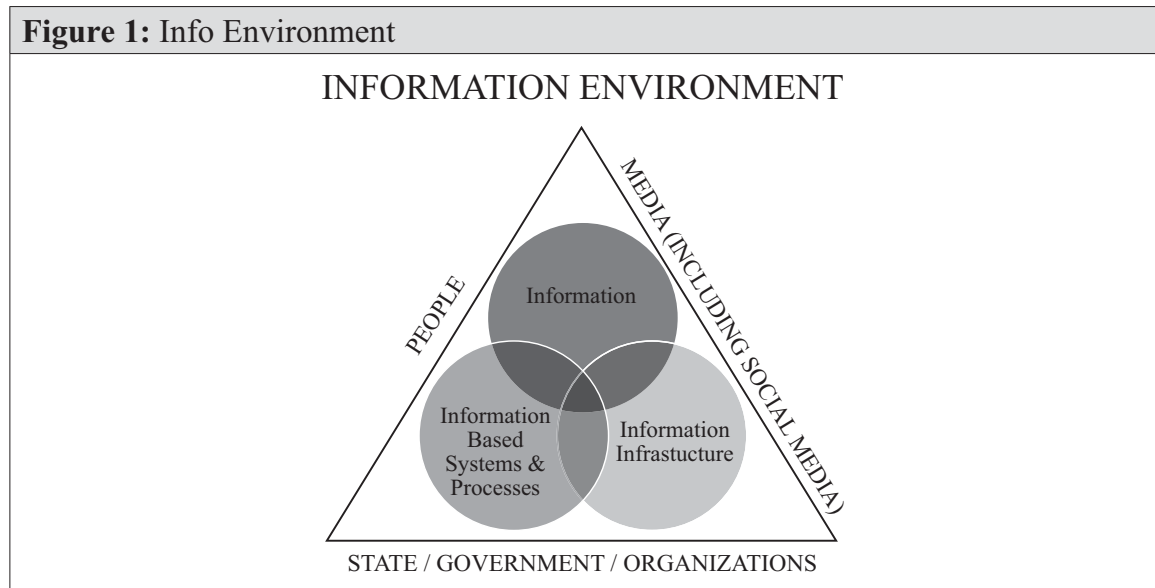 Figure 1: Info Environment
INFORMATION ENVIRONMENT
PEOPLE
MEDIA (INCLUDING SOCIAL MEDIA)
Information
Information
Based
Systems &
Processes
Information
Infrastucture
STATE / GOVERNMENT / ORGANIZATIONS